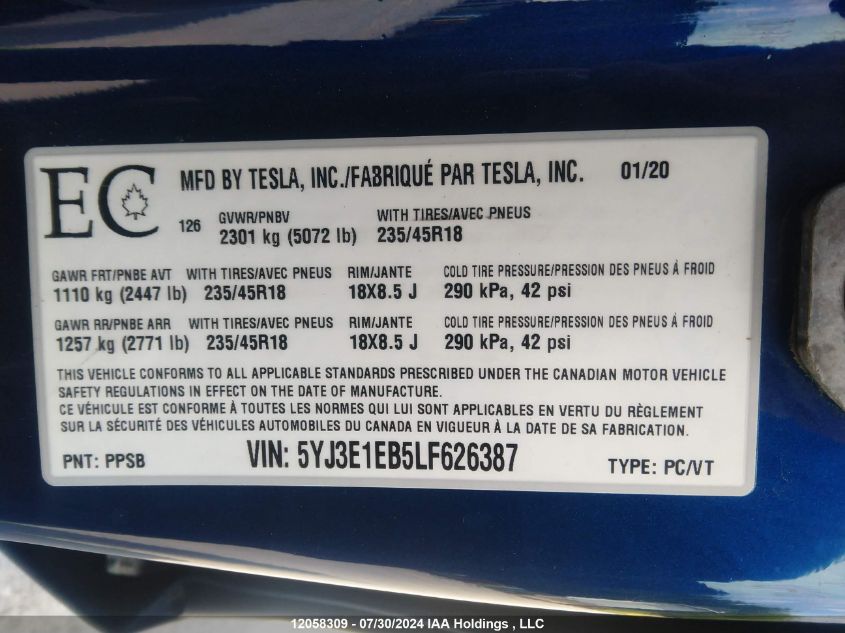 EC
MFD BY TESLA, INC./FABRIQUÉ PAR TESLA, INC. 01/20
126
GVWR/PNBV WITH TIRES/AVEC PNEUS
2301 kg (5072 lb) 235/45R18
GAWR FRT/PNBE AVT WITH TIRES/AVEC PNEUS RIM/JANTE COLD TIRE PRESSURE/PRESSION DES PNEUS À FROID
1110 kg (2447 lb) 235/45R18 18X8.5 J 290 kPa, 42 psi
GAWR RR/PNBE ARR WITH TIRES/AVEC PNEUS RIM/JANTE COLD TIRE PRESSURE/PRESSION DES PNEUS À FROID
1257 kg (2771 lb) 235/45R18 18X8.5 J 290 kPa, 42 psi
THIS VEHICLE CONFORMS TO ALL APPLICABLE STANDARDS PRESCRIBED UNDER THE CANADIAN MOTOR VEHICLE
SAFETY REGULATIONS IN EFFECT ON THE DATE OF MANUFACTURE.
CE VÉHICULE EST CONFORME À TOUTES LES NORMES QUI LUI SONT APPLICABLES EN VERTU DU RÈGLEMENT
SUR LA SÉCURITÉ DES VÉHICULES AUTOMOBILES DU CANADA EN VIGUEUR À LA DATE DE SA FABRICATION.
PNT: PPSB VIN: 5YJ3E1EB5LF626387 TYPE: PC/VT
12058309 - 07/30/2024 IAA Holdings , LLC